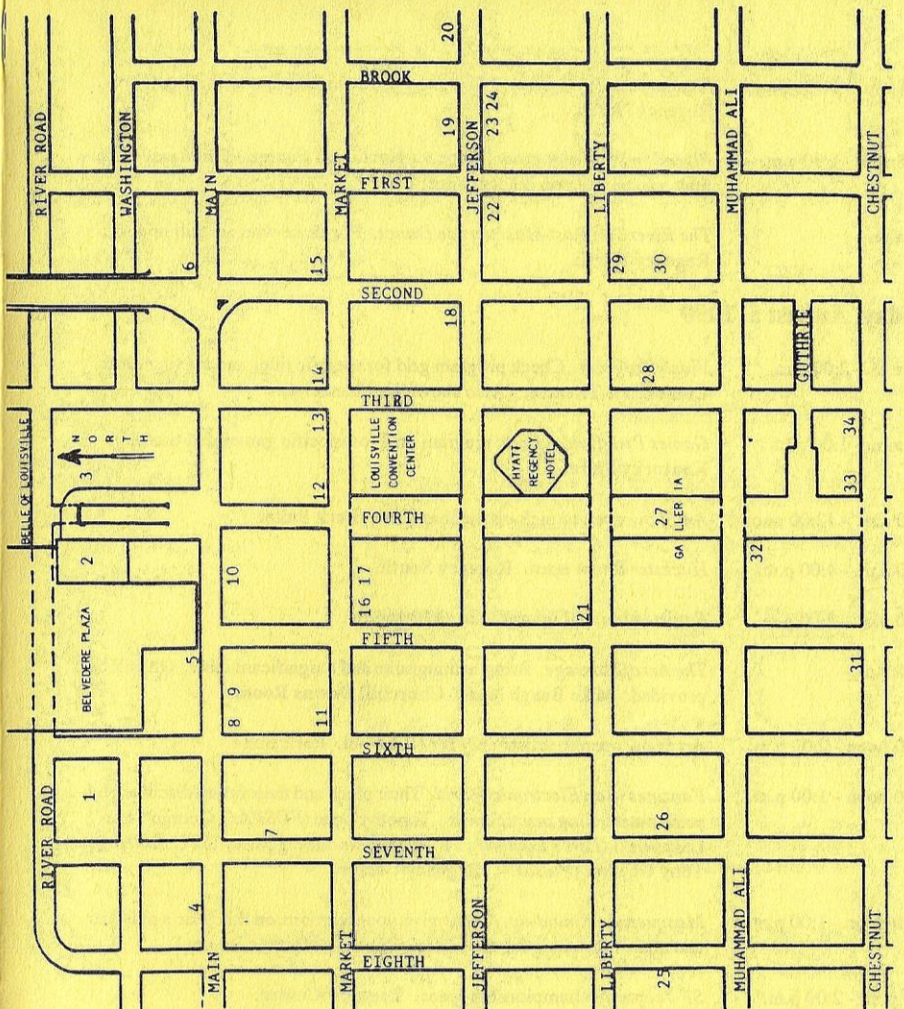 20
BROOK
RIVER ROAD
WASHINGTON
MAIN
MARKET
19
JEFFERSON
23 24
LIBERTY
MUHAMMAD ALI
CHESTNUT
FIRST
22
6
15
29
30
SECOND
18
14
28
GUTHRIE
THIRD
BELLE OF LOUISVILLE
NORTH
3
13
12
LOUISVILLE
CONVENTION
CENTER
HYATT
REGENCY
HOTEL
34
33
FOURTH
27
GALLERIA
2
10
16 17
32
BELVEDERE PLAZA
21
FIFTH
5
31
8
9
11
SIXTH
1
7
26
RIVER ROAD
SEVENTH
4
MAIN
MARKET
JEFFERSON
LIBERTY
MUHAMMAD ALI
CHESTNUT
EIGHTH
25